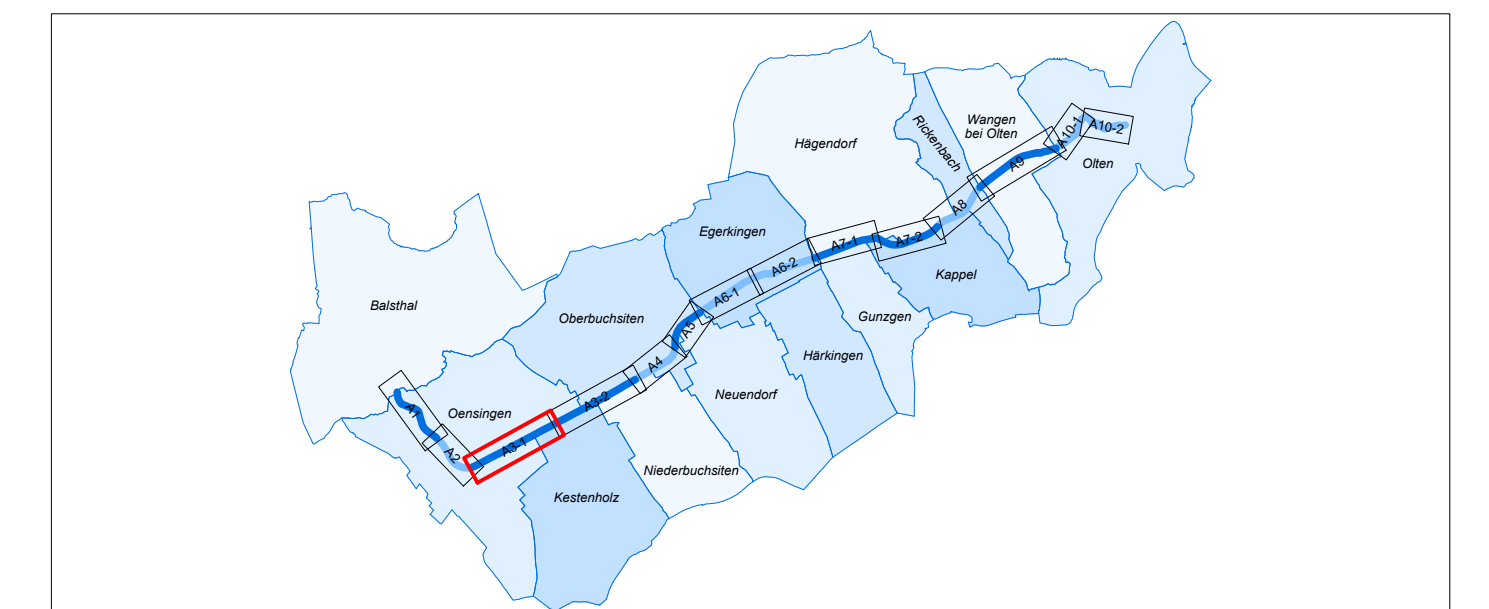 Wangen
bei Olten
Rickenbach
A10-1
A10-2
Hägendorf
Olten
A9
A8
Egerkingen
A7-1
A7-2
A6-2
Kappel
A6-1
Balsthal
Oberbuchsiten
Gunzgen
A5
Härkingen
A4
Neuendorf
A3-2
A1
Oensingen
A3-1
A2
Niederbuchsiten
Kestenholz